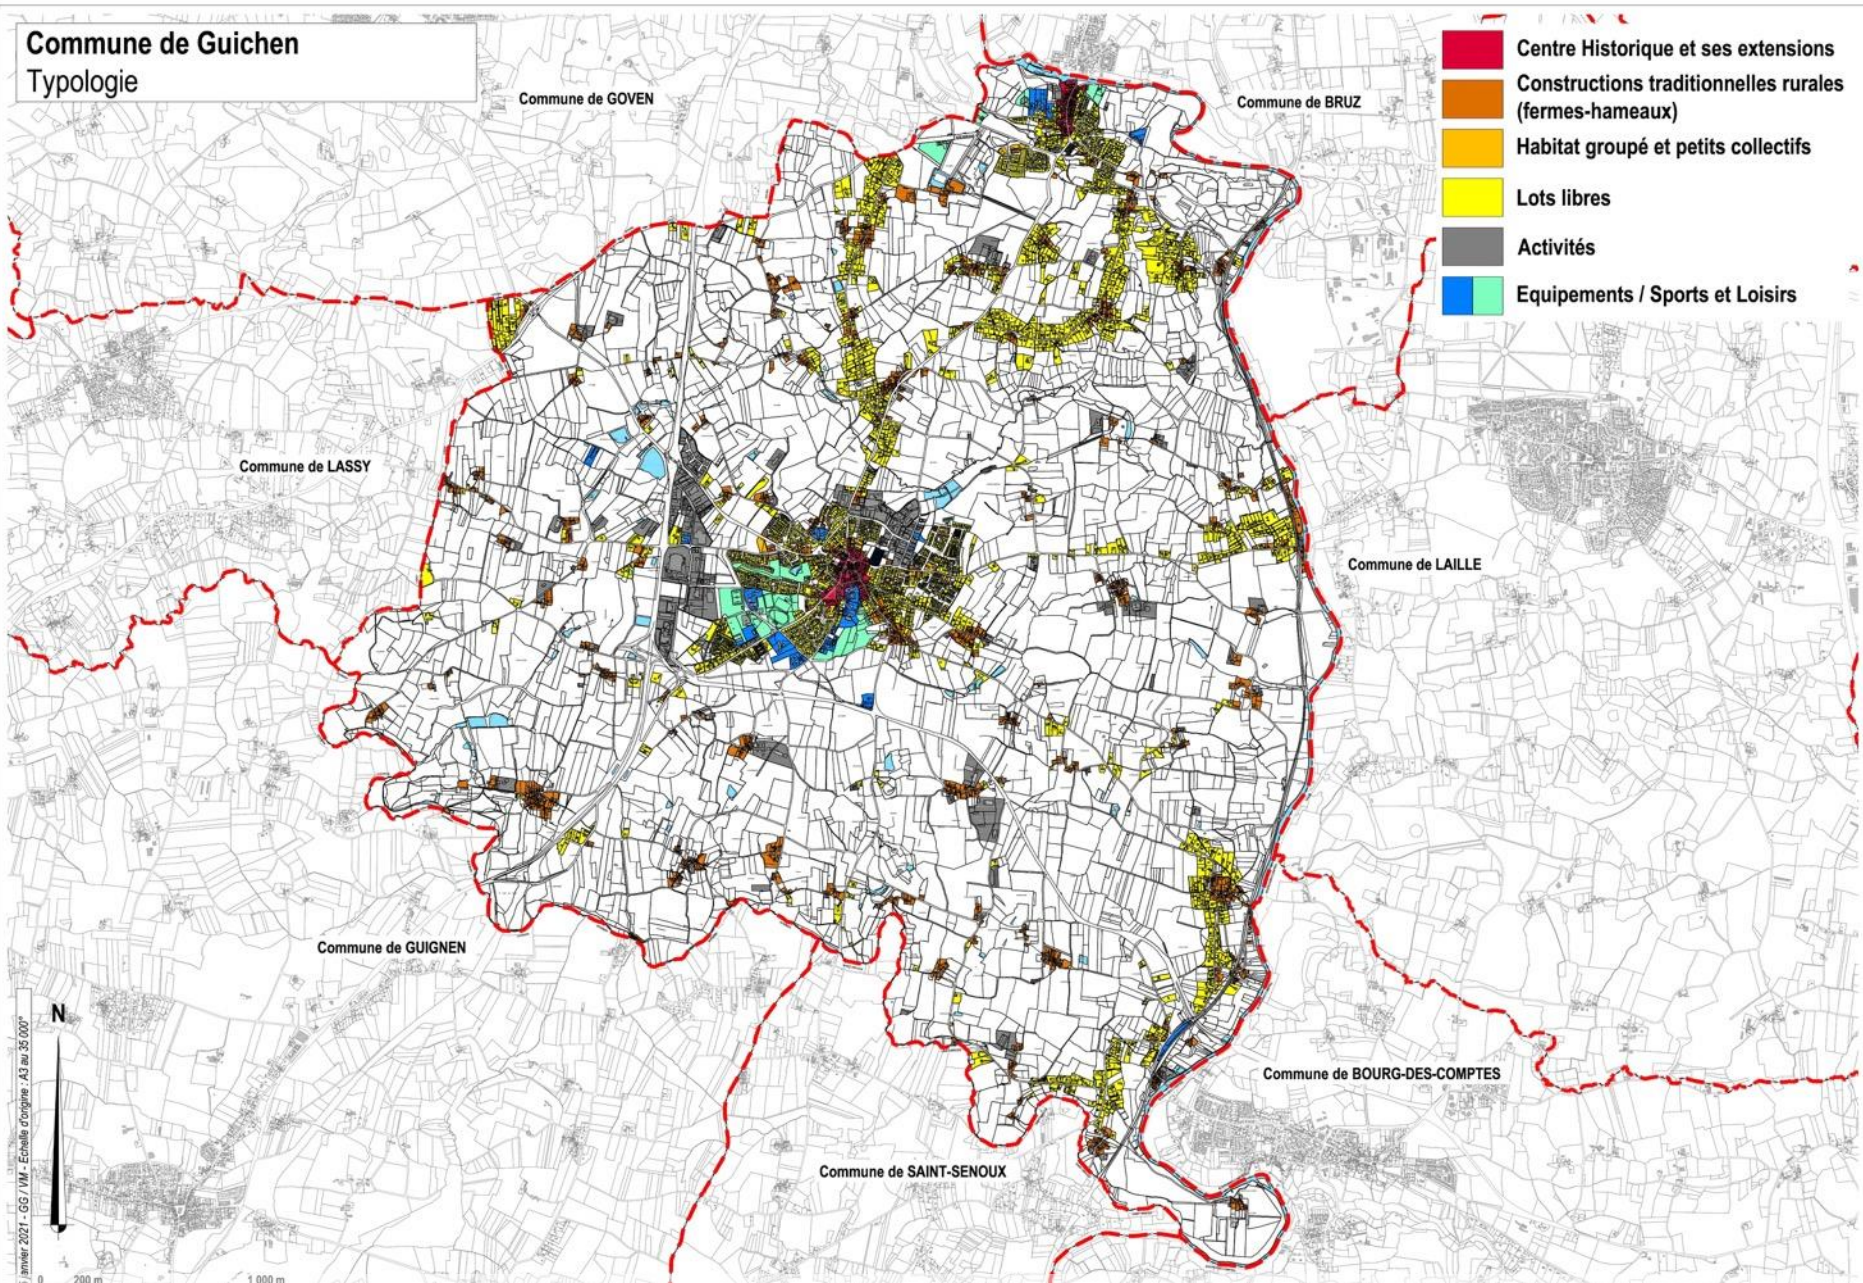 Commune de Guichen
Typologie
Centre Historique et ses extensions
Constructions traditionnelles rurales
(fermes-hameaux)
Habitat groupé et petits collectifs
Lots libres
Activités
Equipements / Sports et Loisirs
Commune de GOVEN
Commune de BRUZ
Commune de LASSY
Commune de LAILLE
Commune de GUIGNEN
Commune de BOURG-DES-COMPTES
Commune de SAINT-SENOUX
N
janvier 2021 - GG / VM - Echelle d'origine : A3 au 35 000°
0 200 m 1 000 m